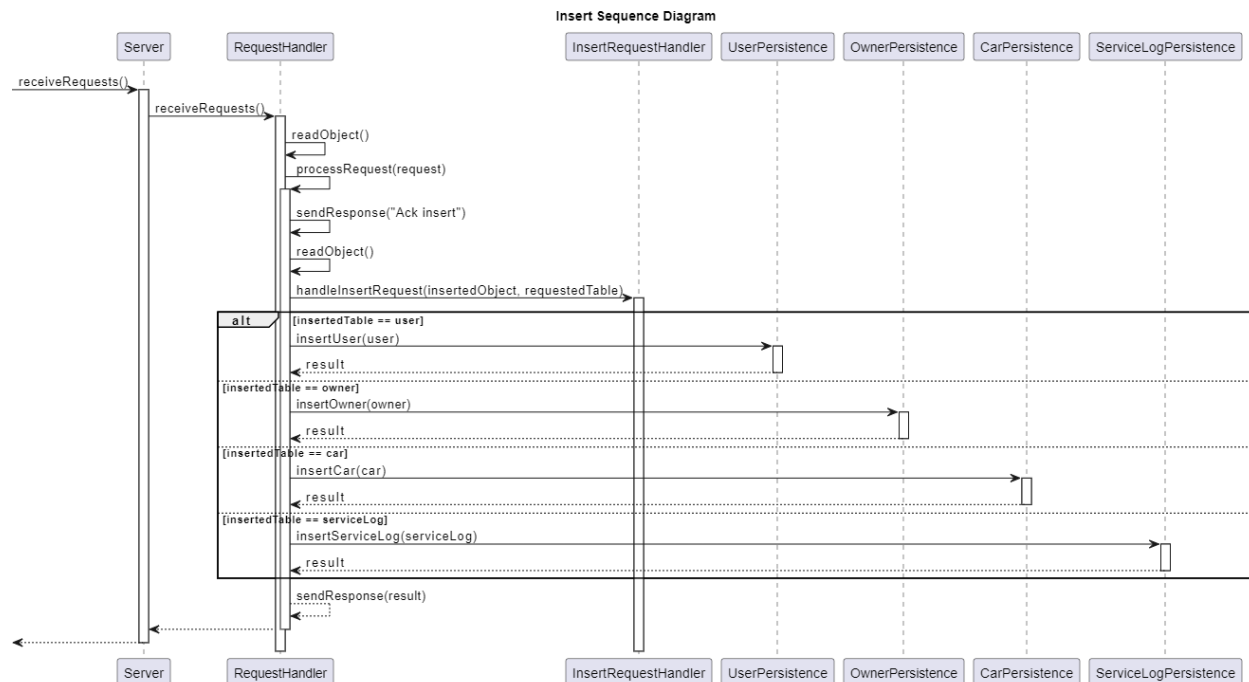 Insert Sequence Diagram
Server RequestHandler InsertRequestHandler UserPersistence OwnerPersistence CarPersistence ServiceLogPersistence
receiveRequests()
receiveRequests()
readObject()
processRequest(request)
sendResponse("Ack insert")
readObject()
handleInsertRequest(insertedObject, requestedTable)
alt [insertedTable == user]
insertUser(user)
result
[insertedTable == owner]
insertOwner(owner)
result
[insertedTable == car]
insertCar(car)
result
[insertedTable == serviceLog]
insertServiceLog(serviceLog)
result
sendResponse(result)
Server RequestHandler InsertRequestHandler UserPersistence OwnerPersistence CarPersistence ServiceLogPersistence